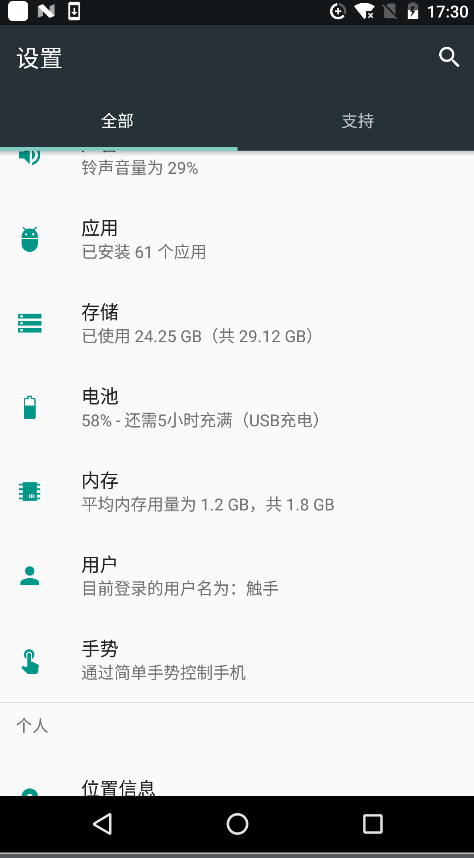 17:30
设置
全部
支持
铃声音量为 29%
应用
已安装 61 个应用
存储
已使用 24.25 GB（共 29.12 GB）
电池
58% - 还需5小时充满（USB充电）
内存
平均内存用量为 1.2 GB，共 1.8 GB
用户
目前登录的用户名为：触手
手势
通过简单手势控制手机
个人
位置信息